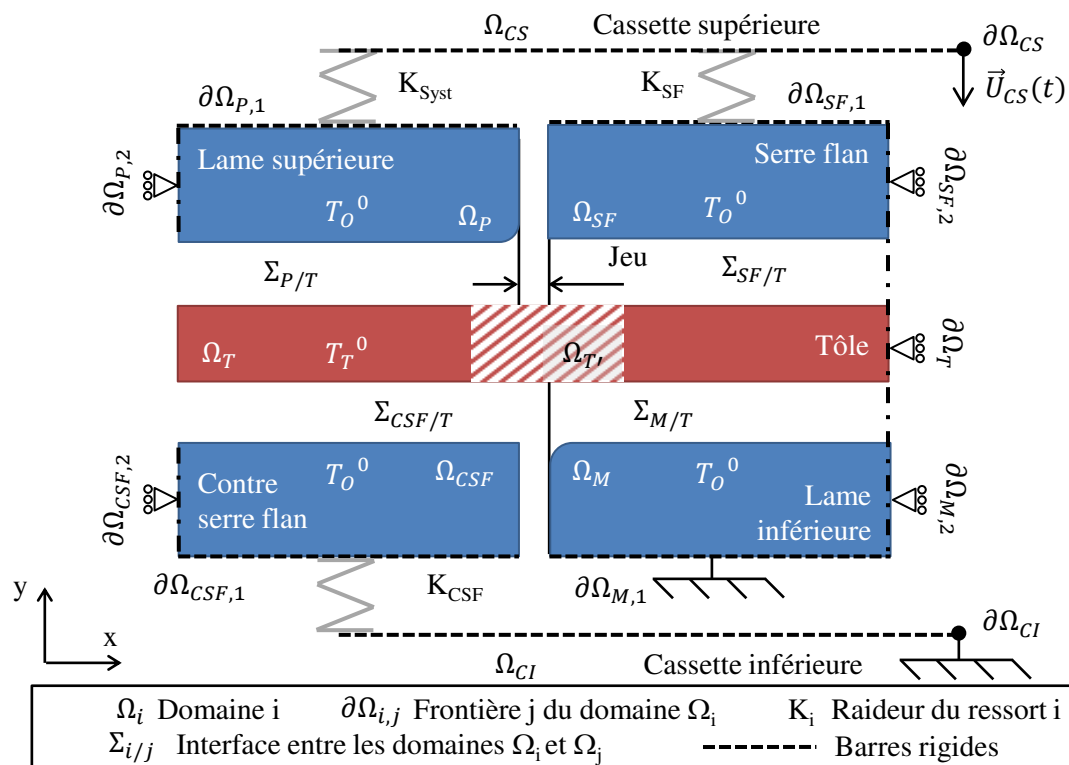 Ω_CS Cassette supérieure ∂Ω_CS
K_Syst K_SF U⃗_CS(t)
∂Ω_P,1 ∂Ω_SF,1
Lame supérieure Serre flan
∂Ω_P,2 T_O^0 Ω_P Ω_SF T_O^0 ∂Ω_SF,2
Σ_P/T Jeu Σ_SF/T
Ω_T T_T^0 Ω_T′ Tôle ∂Ω_T
Σ_CSF/T Σ_M/T
∂Ω_CSF,2 T_O^0 Ω_CSF Ω_M T_O^0 ∂Ω_M,2
Contre
serre flan
Lame
inférieure
∂Ω_CSF,1 K_CSF ∂Ω_M,1
y
x
∂Ω_CI
Ω_CI Cassette inférieure
Ω_i Domaine i ∂Ω_i,j Frontière j du domaine Ω_i K_i Raideur du ressort i
Σ_i/j Interface entre les domaines Ω_i et Ω_j Barres rigides